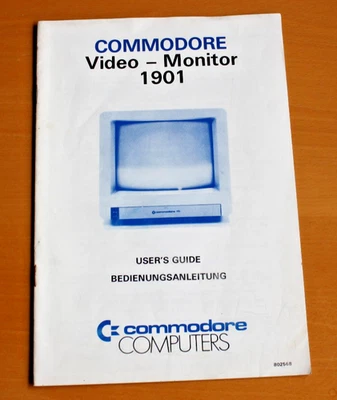 COMMODORE
Video – Monitor
1901
USER'S GUIDE
BEDIENUNGSANLEITUNG
commodore
COMPUTERS